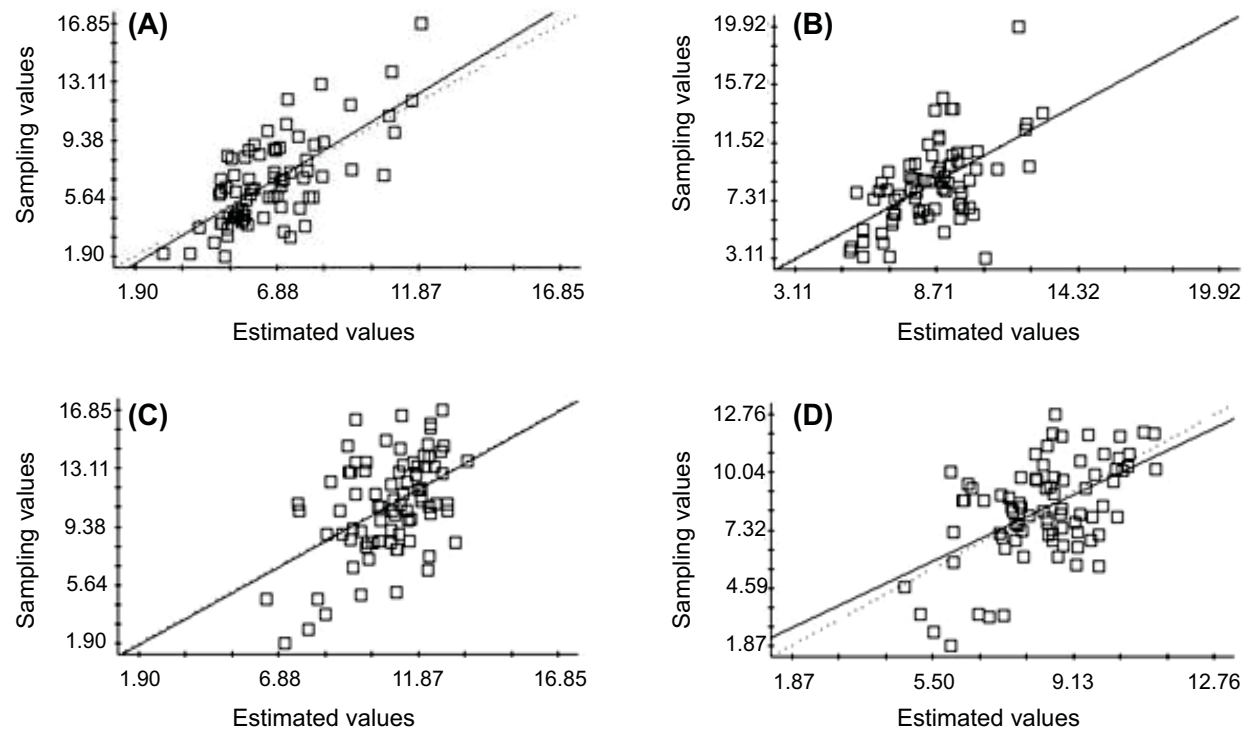 (A)
Sampling values
16.85
13.11
9.38
5.64
1.90
1.90 6.88 11.87 16.85
Estimated values
(B)
Sampling values
19.92
15.72
11.52
7.31
3.11
3.11 8.71 14.32 19.92
Estimated values
(C)
Sampling values
16.85
13.11
9.38
5.64
1.90
1.90 6.88 11.87 16.85
Estimated values
(D)
Sampling values
12.76
10.04
7.32
4.59
1.87
1.87 5.50 9.13 12.76
Estimated values